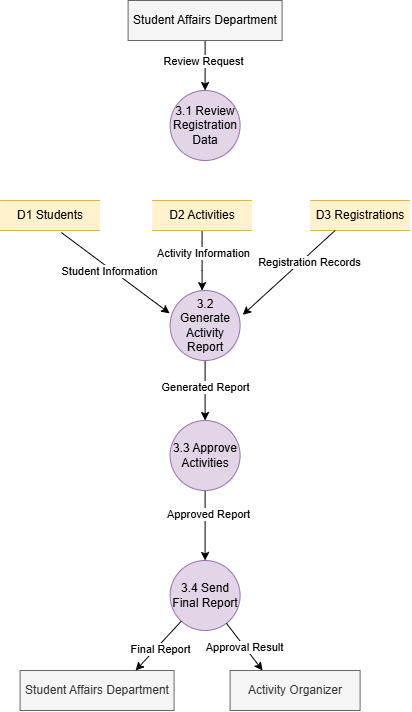 Student Affairs Department
Review Request
3.1 Review
Registration
Data
D1 Students
D2 Activities
D3 Registrations
Activity Information
Registration Records
Student Information
3.2
Generate
Activity
Report
Generated Report
3.3 Approve
Activities
Approved Report
3.4 Send
Final Report
Final Report
Approval Result
Student Affairs Department
Activity Organizer